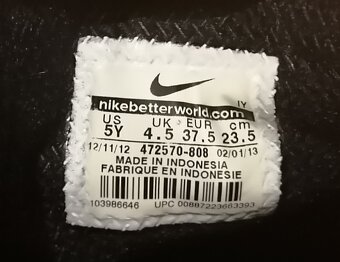 nikebetterworld.com
IY
US UK EUR cm
5Y 4.5 37.5 23.5
12/11/12 472570-808 02/01/13
MADE IN INDONESIA
FABRIQUE EN INDONESIE
103986646 UPC 00887223683393